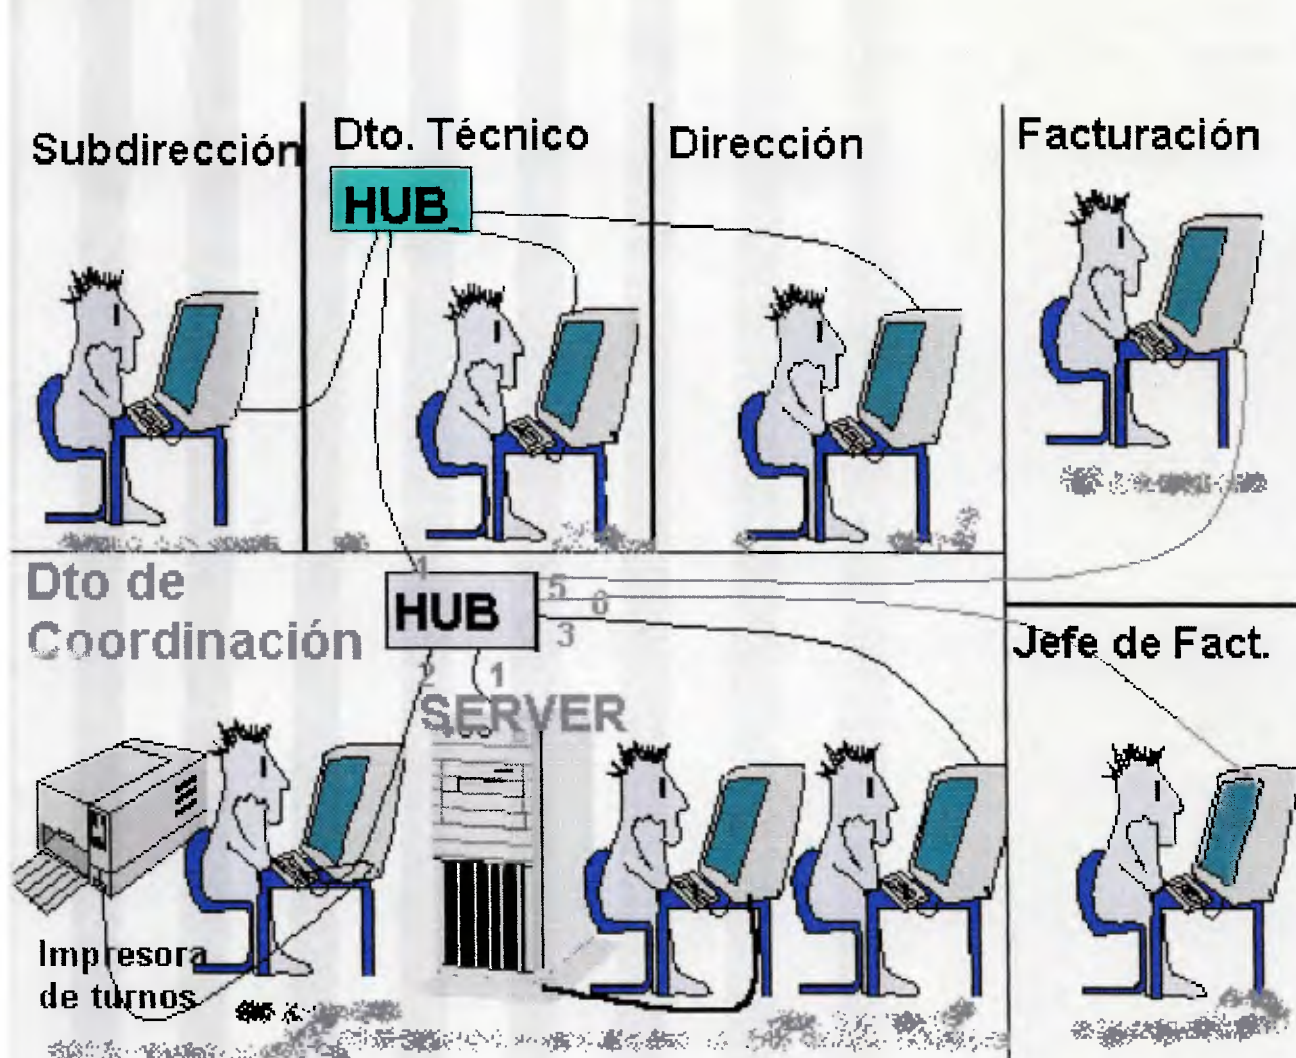 Subdirección
Dto. Técnico
Dirección
Facturación
HUB
Dto de
Coordinación
HUB
1
5
6
3
2
1
SERVER
Jefe de Fact.
Impresora
de turnos